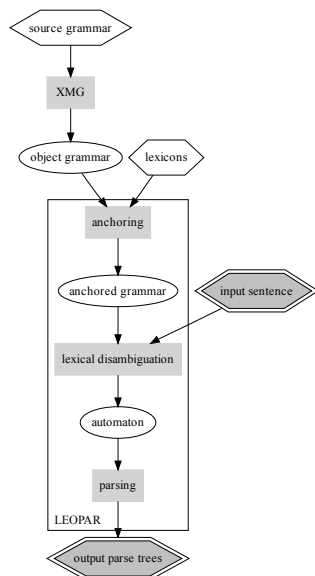 source grammar
XMG
object grammar
lexicons
anchoring
anchored grammar
input sentence
lexical disambiguation
automaton
parsing
LEOPAR
output parse trees